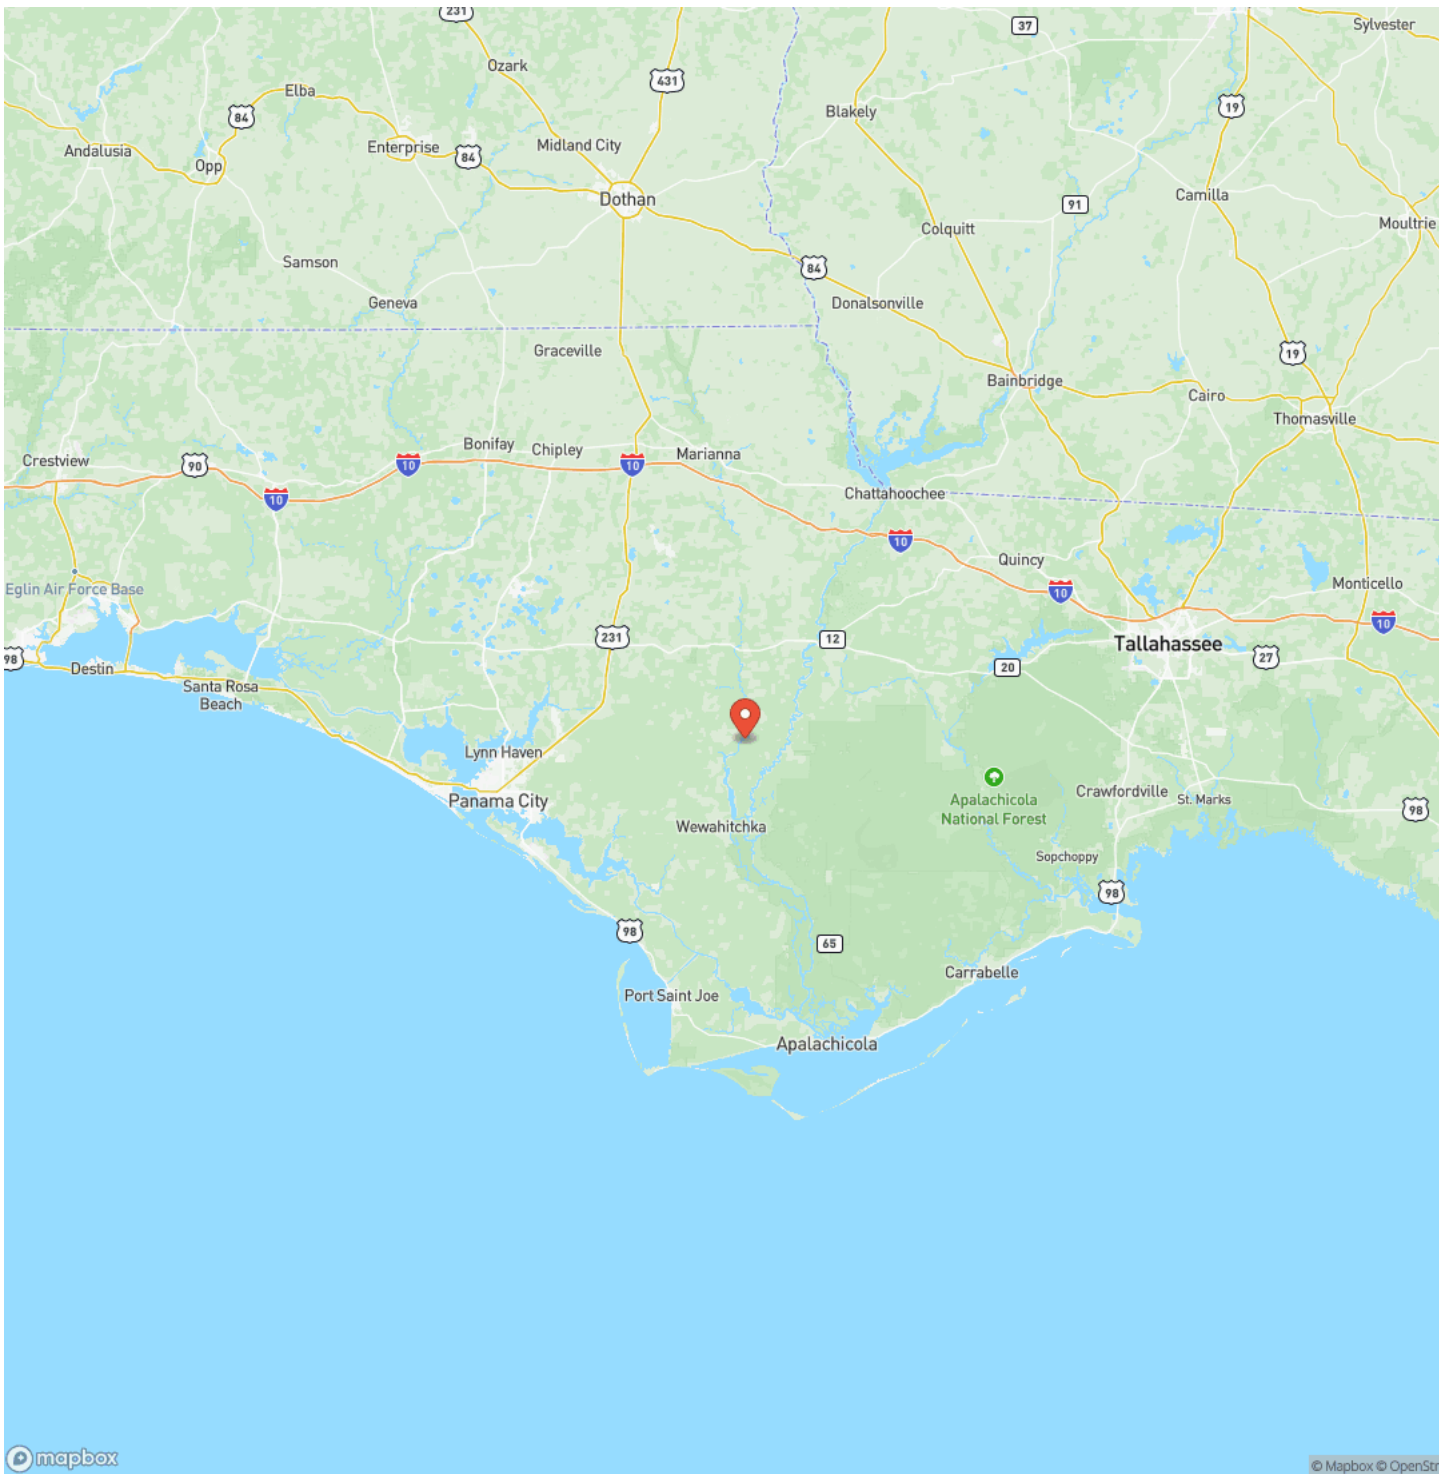 231
37
Sylvester
Ozark
431
Elba
84
19
Blakely
Andalusia
Opp
Enterprise
84
Midland City
Dothan
Camilla
91
Moultrie
Colquitt
Samson
84
Geneva
Donalsonville
Graceville
19
Bainbridge
Cairo
Thomasville
Bonifay
Chipley
Marianna
Crestview
90
10
10
10
Chattahoochee
10
Quincy
Eglin Air Force Base
10
Monticello
10
231
12
Tallahassee
98
Destin
20
27
Santa Rosa
Beach
Lynn Haven
Panama City
Apalachicola
National Forest
Crawfordville
St. Marks
98
Wewahitchka
Sopchoppy
98
98
65
Carrabelle
Port Saint Joe
Apalachicola
mapbox
© Mapbox © OpenStr